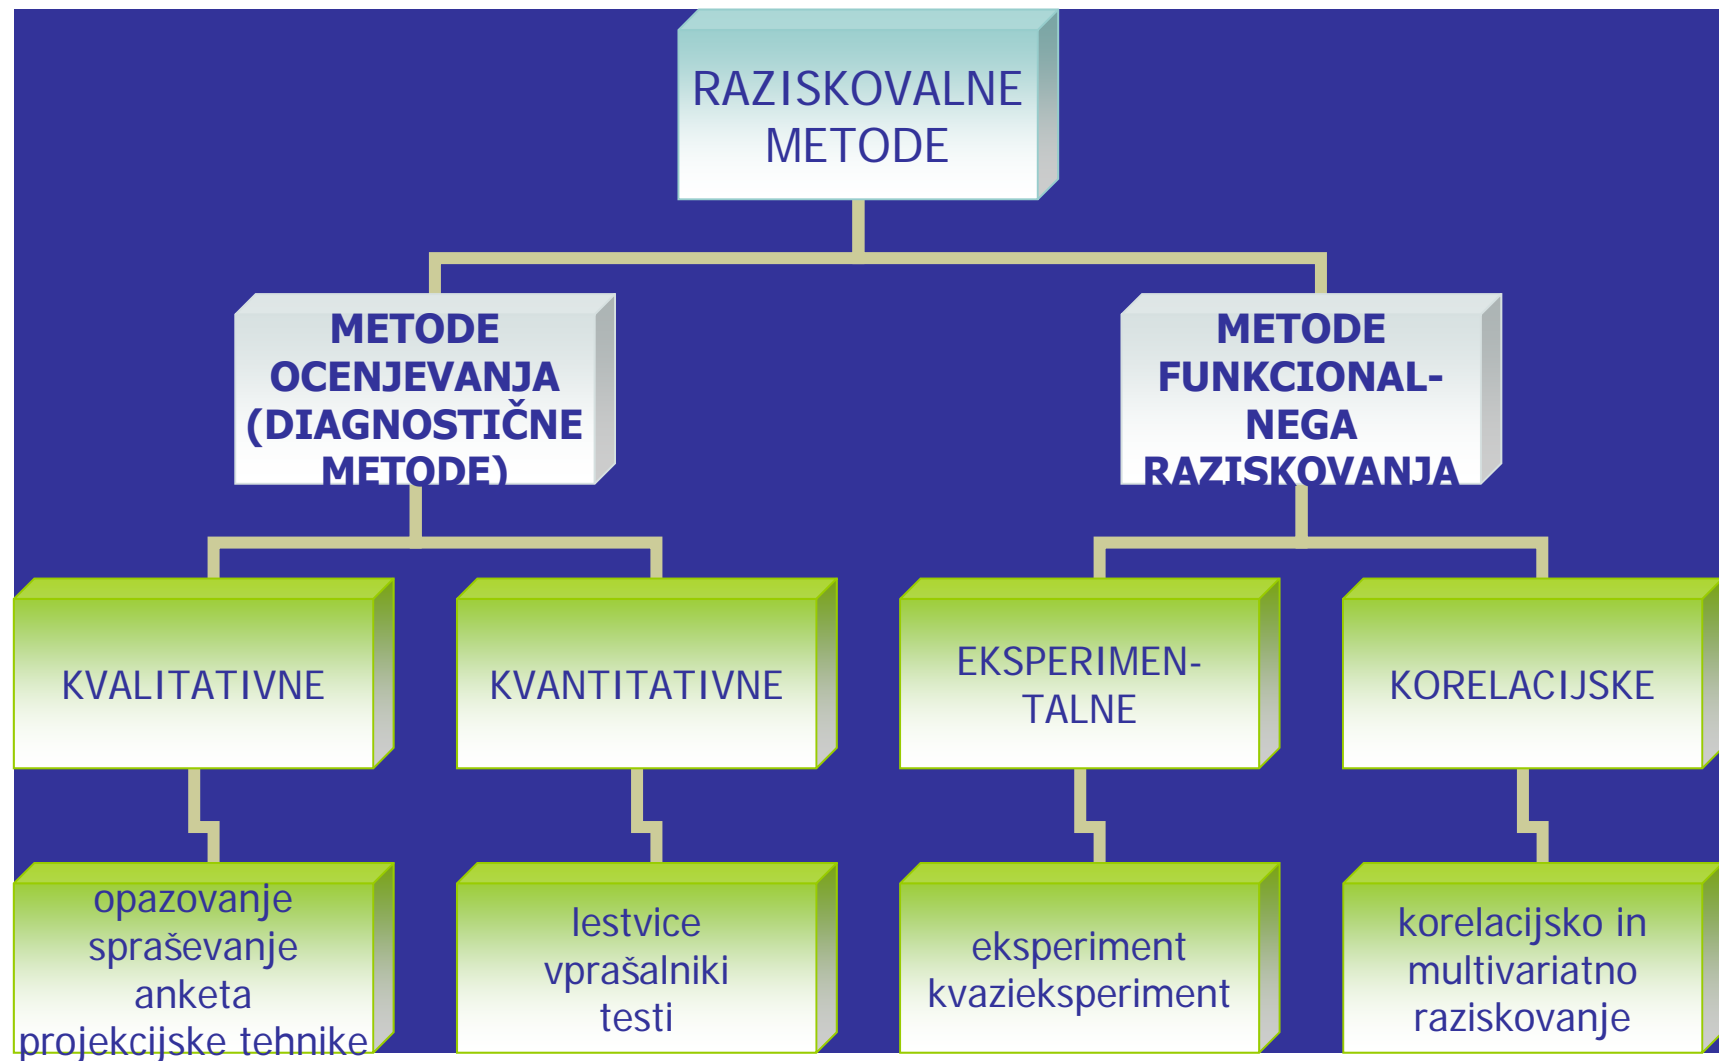 RAZISKOVALNE
METODE
METODE
OCENJEVANJA
(DIAGNOSTIČNE
METODE)
METODE
FUNKCIONAL-
NEGA
RAZISKOVANJA
KVALITATIVNE
KVANTITATIVNE
EKSPERIMEN-
TALNE
KORELACIJSKE
opazovanje
spraševanje
anketa
projekcijske tehnike
lestvice
vprašalniki
testi
eksperiment
kvazieksperiment
korelacijsko in
multivariatno
raziskovanje